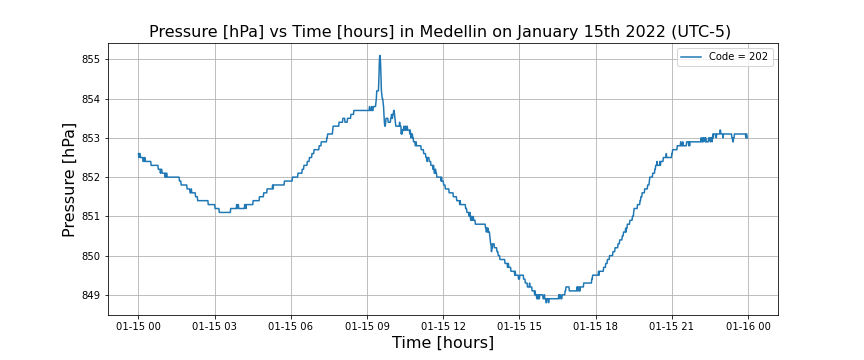 Pressure [hPa] vs Time [hours] in Medellin on January 15th 2022 (UTC-5)
Code = 202
Pressure [hPa]
855
854
853
852
851
850
849
01-15 00 01-15 03 01-15 06 01-15 09 01-15 12 01-15 15 01-15 18 01-15 21 01-16 00
Time [hours]